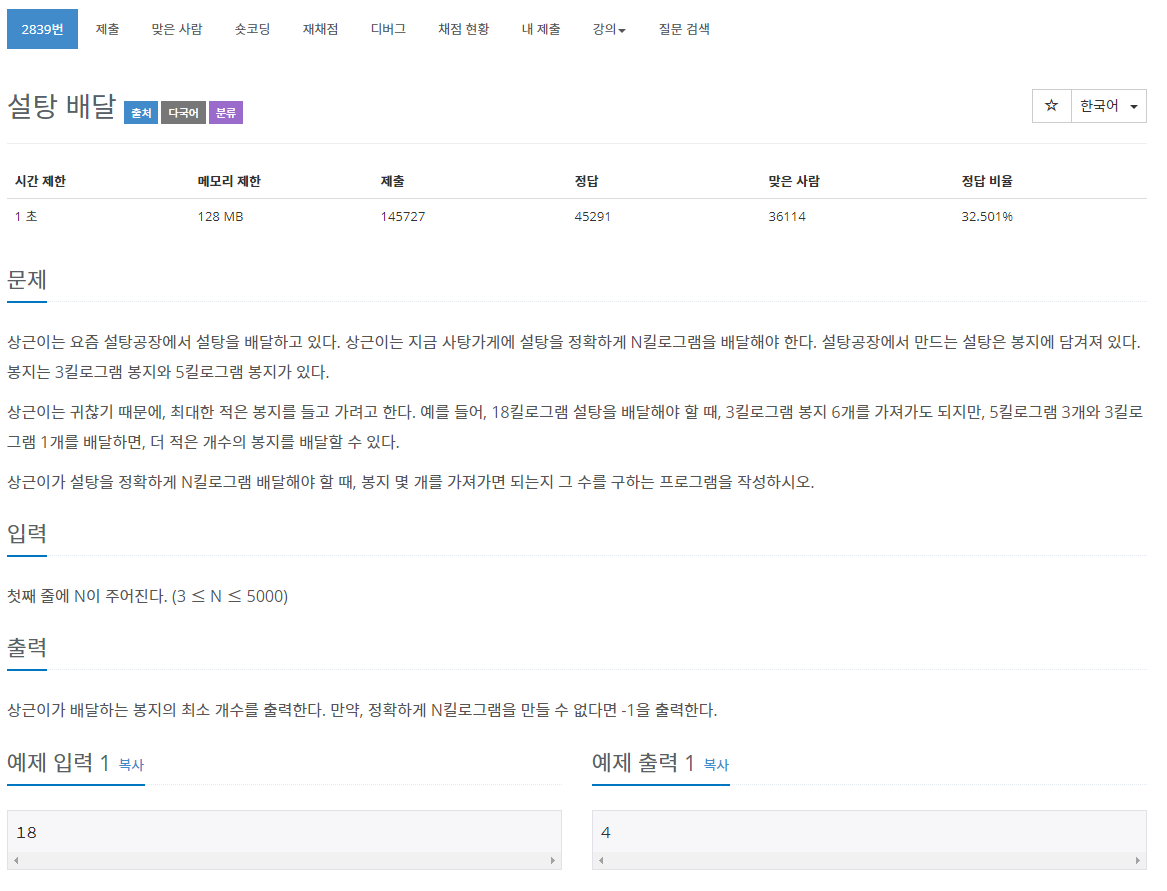 2839번 제출 맞은 사람 숏코딩 재채점 디버그 채점 현황 내 제출 강의 질문 검색
설탕 배달 출처 다국어 분류 ☆ 한국어
시간 제한 메모리 제한 제출 정답 맞은 사람 정답 비율
1 초 128 MB 145727 45291 36114 32.501%
문제
상근이는 요즘 설탕공장에서 설탕을 배달하고 있다. 상근이는 지금 사탕가게에 설탕을 정확하게 N킬로그램을 배달해야 한다. 설탕공장에서 만드는 설탕은 봉지에 담겨져 있다.
봉지는 3킬로그램 봉지와 5킬로그램 봉지가 있다.
상근이는 귀찮기 때문에, 최대한 적은 봉지를 들고 가려고 한다. 예를 들어, 18킬로그램 설탕을 배달해야 할 때, 3킬로그램 봉지 6개를 가져가도 되지만, 5킬로그램 3개와 3킬로
그램 1개를 배달하면, 더 적은 개수의 봉지를 배달할 수 있다.
상근이가 설탕을 정확하게 N킬로그램 배달해야 할 때, 봉지 몇 개를 가져가면 되는지 그 수를 구하는 프로그램을 작성하시오.
입력
첫째 줄에 N이 주어진다. (3 ≤ N ≤ 5000)
출력
상근이가 배달하는 봉지의 최소 개수를 출력한다. 만약, 정확하게 N킬로그램을 만들 수 없다면 -1을 출력한다.
예제 입력 1 복사
18
예제 출력 1 복사
4